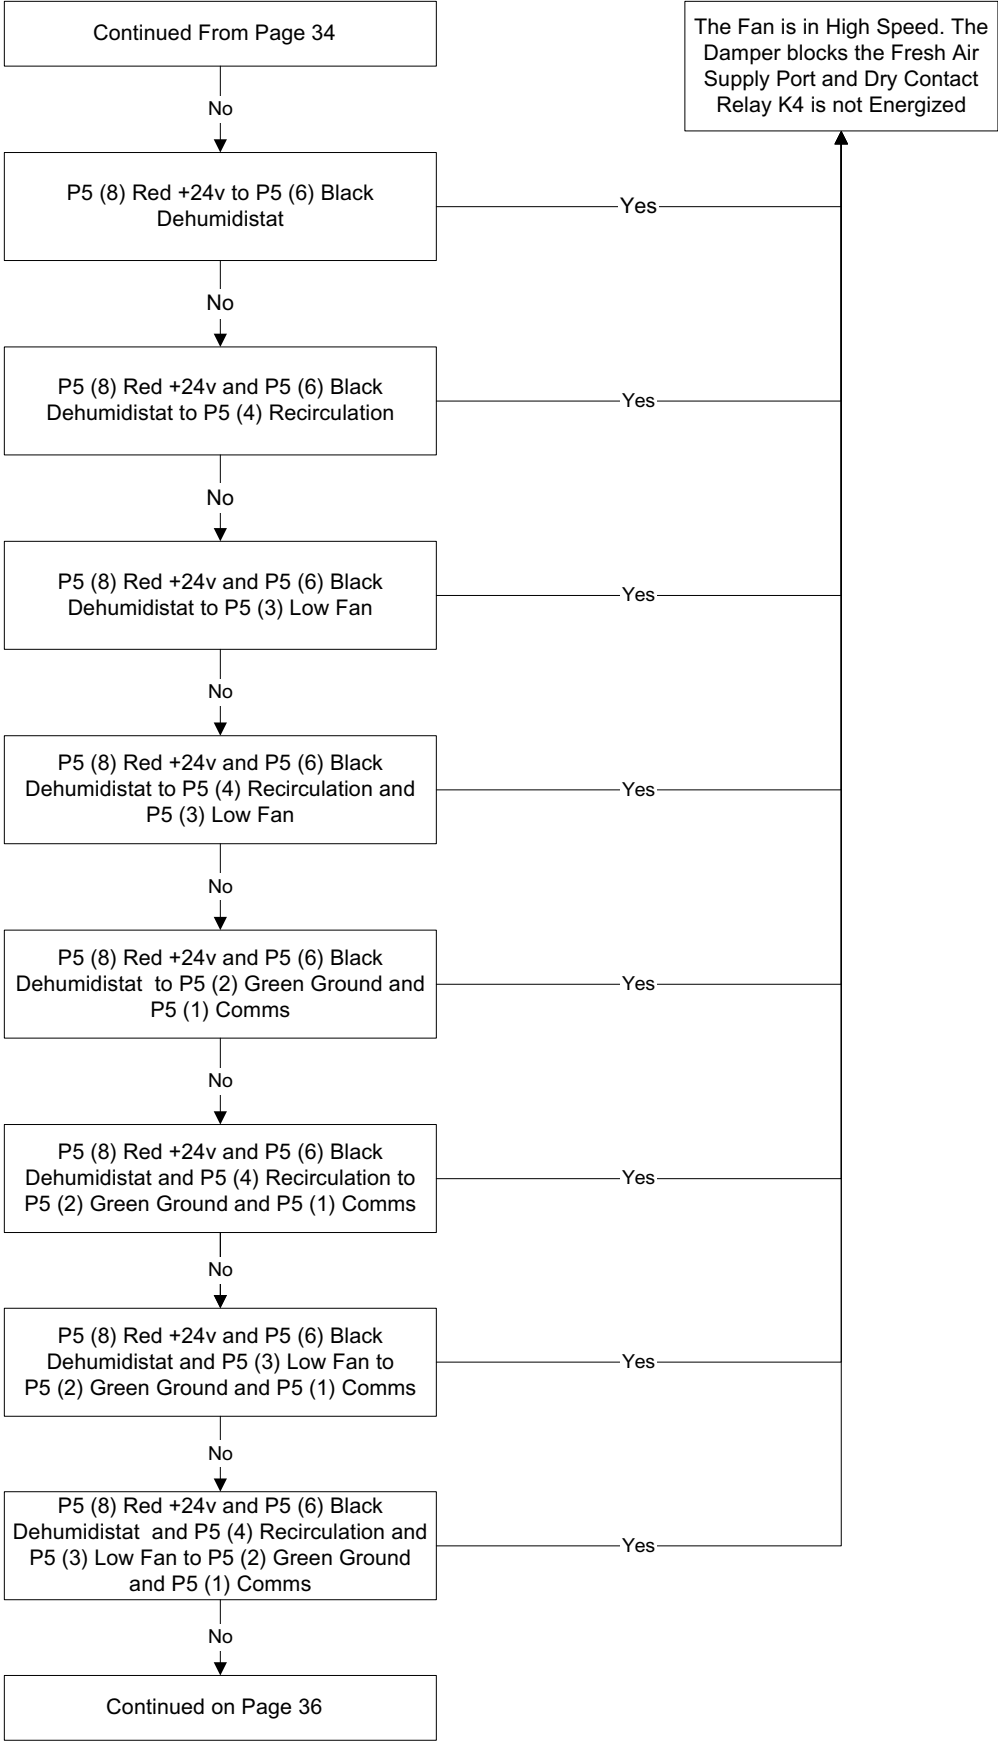 Continued From Page 34
The Fan is in High Speed. The
Damper blocks the Fresh Air
Supply Port and Dry Contact
Relay K4 is not Energized
No
P5 (8) Red +24v to P5 (6) Black
Dehumidistat
Yes
No
P5 (8) Red +24v and P5 (6) Black
Dehumidistat to P5 (4) Recirculation
Yes
No
P5 (8) Red +24v and P5 (6) Black
Dehumidistat to P5 (3) Low Fan
Yes
No
P5 (8) Red +24v and P5 (6) Black
Dehumidistat to P5 (4) Recirculation and
P5 (3) Low Fan
Yes
No
P5 (8) Red +24v and P5 (6) Black
Dehumidistat  to P5 (2) Green Ground and
P5 (1) Comms
Yes
No
P5 (8) Red +24v and P5 (6) Black
Dehumidistat and P5 (4) Recirculation to
P5 (2) Green Ground and P5 (1) Comms
Yes
No
P5 (8) Red +24v and P5 (6) Black
Dehumidistat and P5 (3) Low Fan to
P5 (2) Green Ground and P5 (1) Comms
Yes
No
P5 (8) Red +24v and P5 (6) Black
Dehumidistat  and P5 (4) Recirculation and
P5 (3) Low Fan to P5 (2) Green Ground
and P5 (1) Comms
Yes
No
Continued on Page 36